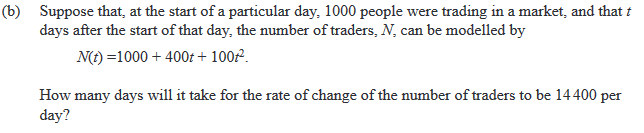 (b) Suppose that, at the start of a particular day, 1000 people were trading in a market, and that t
days after the start of that day, the number of traders, N, can be modelled by
N(t) =1000 + 400t + 100t².
How many days will it take for the rate of change of the number of traders to be 14 400 per
day?